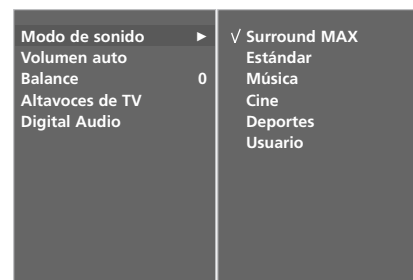 Modo de sonido ►
Volumen auto
Balance 0
Altavoces de TV
Digital Audio
√ Surround MAX
Estándar
Música
Cine
Deportes
Usuario